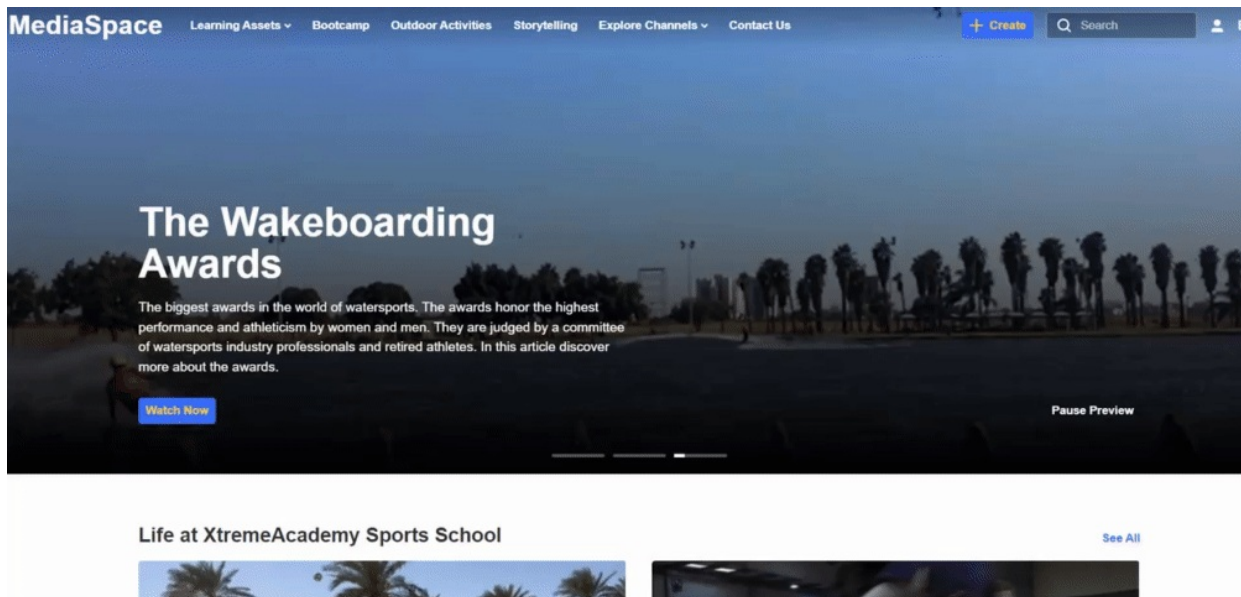 MediaSpace Learning Assets Bootcamp Outdoor Activities Storytelling Explore Channels Contact Us + Create Search
The Wakeboarding
Awards
The biggest awards in the world of watersports. The awards honor the highest
performance and athleticism by women and men. They are judged by a committee
of watersports industry professionals and retired athletes. In this article discover
more about the awards.
Watch Now Pause Preview
Life at XtremeAcademy Sports School See All